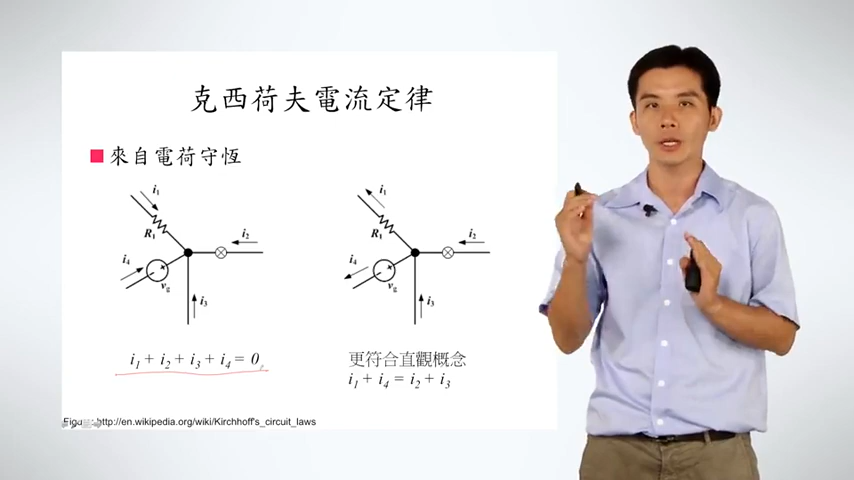 克西荷夫電流定律
來自電荷守恆
i1
R1
i2
i4
vg
i3
i1 + i2 + i3 + i4 = 0
i1
R1
i2
i4
vg
i3
更符合直觀概念
i1 + i4 = i2 + i3
http://en.wikipedia.org/wiki/Kirchhoff's_circuit_laws